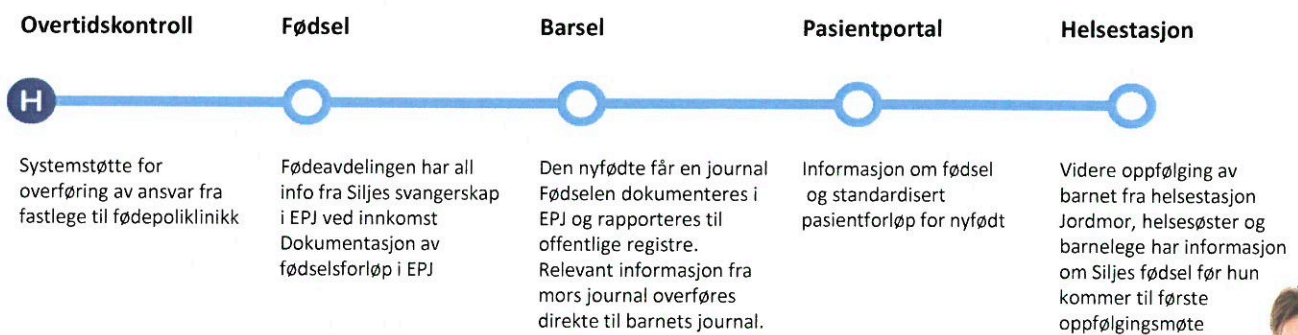 Overtidskontroll
Fødsel
Barsel
Pasientportal
Helsestasjon
H
Systemstøtte for
overføring av ansvar fra
fastlege til fødepoliklinikk
Fødeavdelingen har all
info fra Siljes svangerskap
i EPJ ved innkomst
Dokumentasjon av
fødselsforløp i EPJ
Den nyfødte får en journal
Fødselen dokumenteres i
EPJ og rapporteres til
offentlige registre.
Relevant informasjon fra
mors journal overføres
direkte til barnets journal.
Informasjon om fødsel
og standardisert
pasientforløp for nyfødt
Videre oppfølging av
barnet fra helsestasjon
Jordmor, helsesøster og
barnelege har informasjon
om Siljes fødsel før hun
kommer til første
oppfølgingsmøte